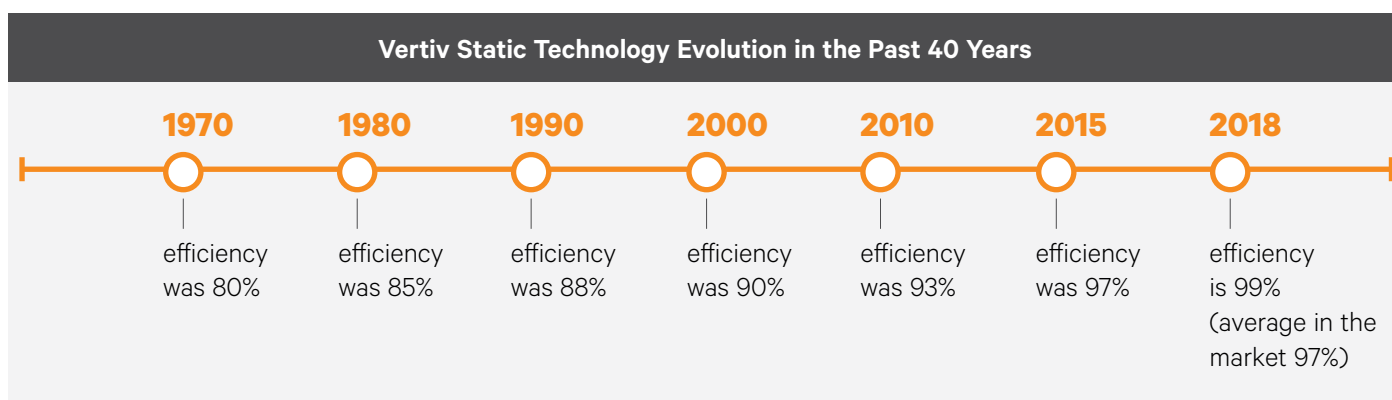 Vertiv Static Technology Evolution in the Past 40 Years
1970
1980
1990
2000
2010
2015
2018
efficiency
was 80%
efficiency
was 85%
efficiency
was 88%
efficiency
was 90%
efficiency
was 93%
efficiency
was 97%
efficiency
is 99%
(average in the
market 97%)